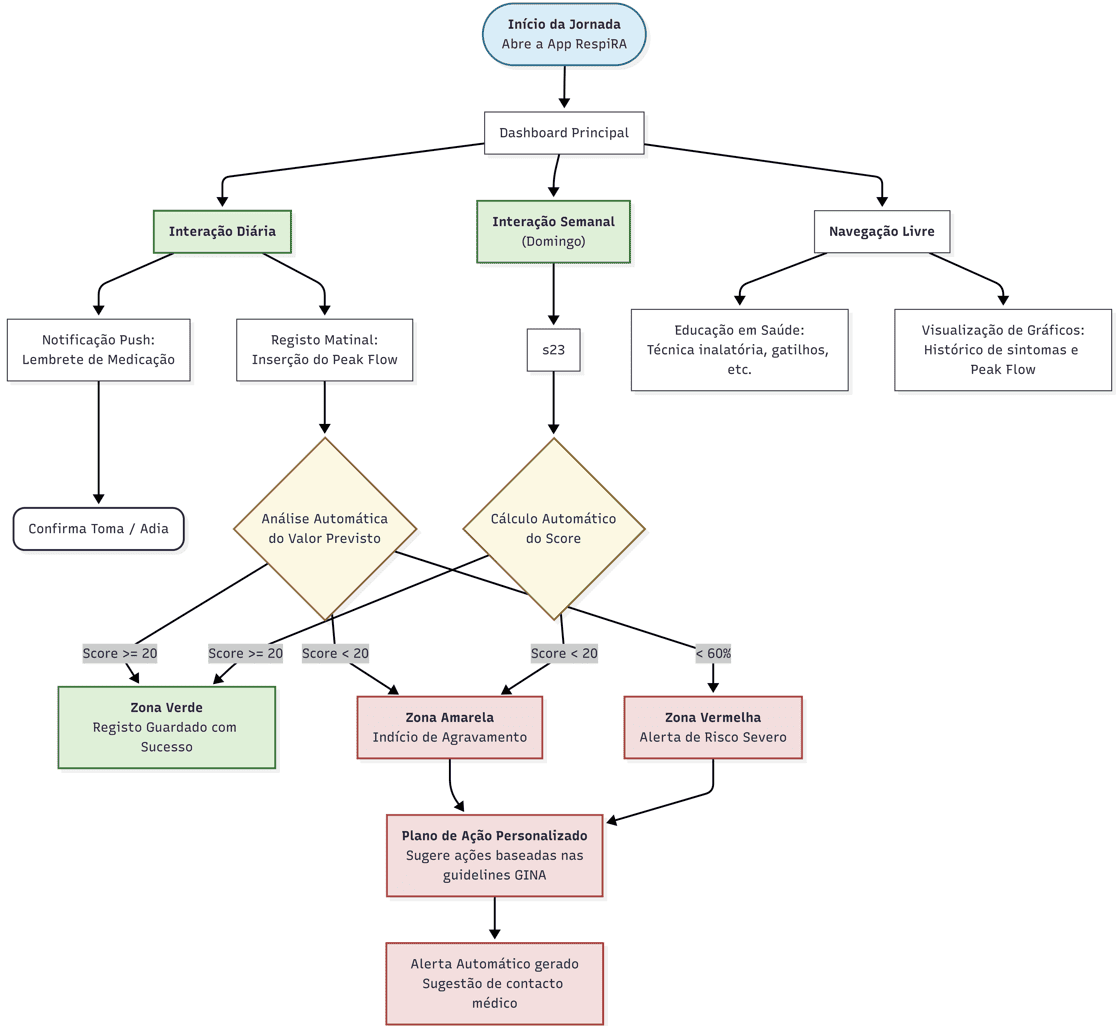 Início da Jornada
Abre a App RespiRA
Dashboard Principal
Interação Diária
Interação Semanal
(Domingo)
Navegação Livre
Notificação Push:
Lembrete de Medicação
Registo Matinal:
Inserção do Peak Flow
s23
Educação em Saúde:
Técnica inalatória, gatilhos,
etc.
Visualização de Gráficos:
Histórico de sintomas e
Peak Flow
Confirma Toma / Adia
Análise Automática
do Valor Previsto
Cálculo Automático
do Score
Score >= 20
Score >= 20
Score < 20
Score < 20
< 60%
Zona Verde
Registo Guardado com
Sucesso
Zona Amarela
Indício de Agravamento
Zona Vermelha
Alerta de Risco Severo
Plano de Ação Personalizado
Sugere ações baseadas nas
guidelines GINA
Alerta Automático gerado
Sugestão de contacto
médico